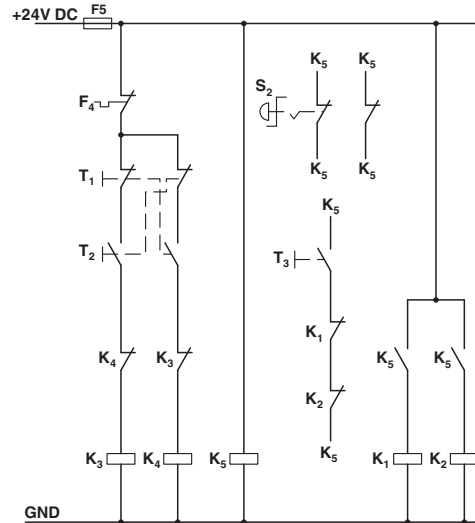 +24V DC F5
K5 K5
S2
F4
K5 K5
T1
K5
T2 T3
K1
K4 K3 K5 K5
K2
K5
K3 K4 K5 K1 K2
GND